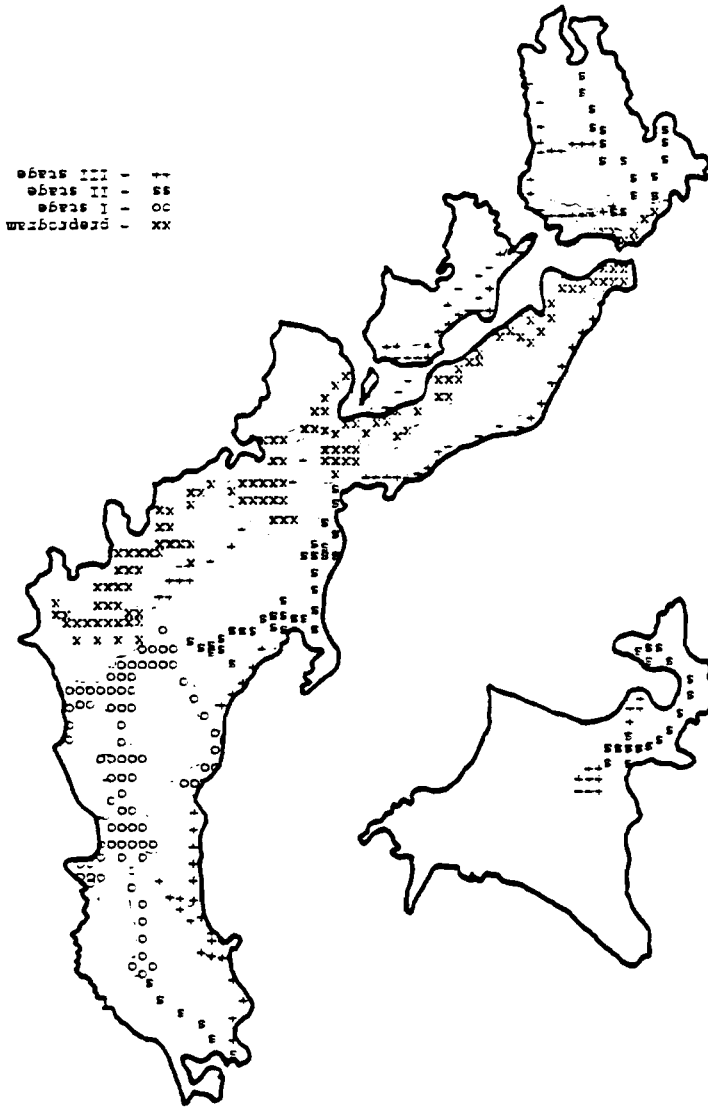 xx - preprogram
oo - I stage
ss - II stage
++ - III stage